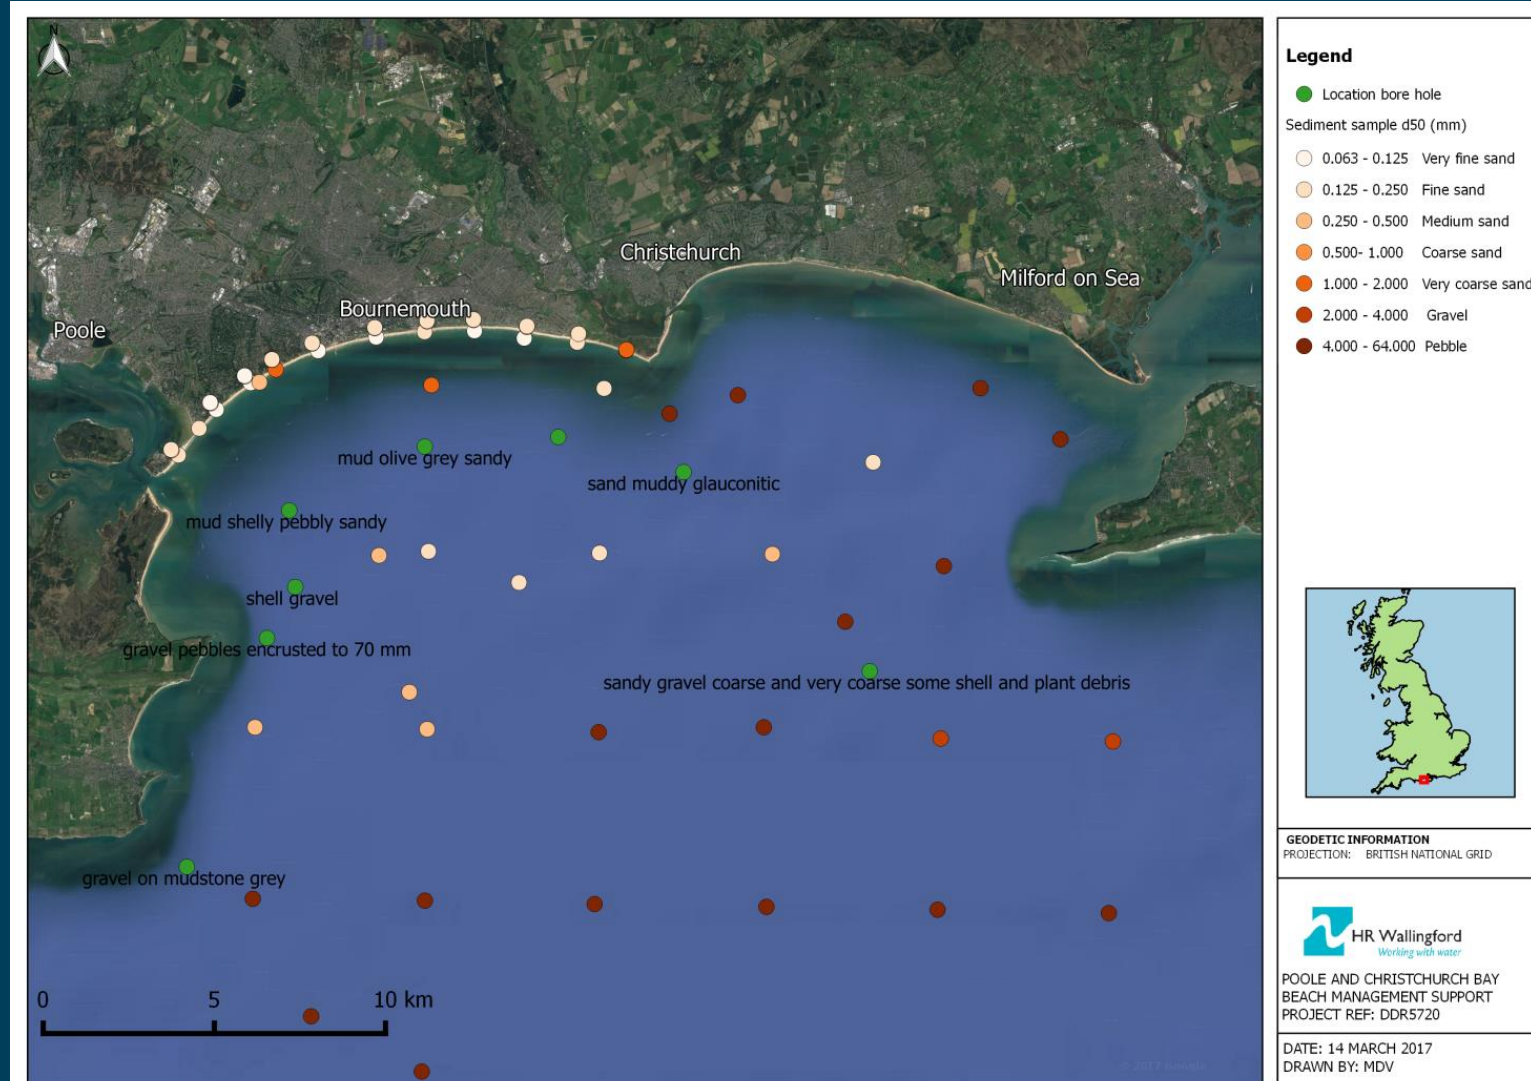 N
Christchurch
Milford on Sea
Bournemouth
Poole
mud olive grey sandy
sand muddy glauconitic
mud shelly pebbly sandy
shell gravel
gravel pebbles encrusted to 70 mm
sandy gravel coarse and very coarse some shell and plant debris
gravel on mudstone grey
0 5 10 km
Legend
Location bore hole
Sediment sample d50 (mm)
0.063 - 0.125 Very fine sand
0.125 - 0.250 Fine sand
0.250 - 0.500 Medium sand
0.500- 1.000 Coarse sand
1.000 - 2.000 Very coarse sand
2.000 - 4.000 Gravel
4.000 - 64.000 Pebble
GEODETIC INFORMATION
PROJECTION: BRITISH NATIONAL GRID
HR Wallingford
Working with water
POOLE AND CHRISTCHURCH BAY
BEACH MANAGEMENT SUPPORT
PROJECT REF: DDR5720
DATE: 14 MARCH 2017
DRAWN BY: MDV